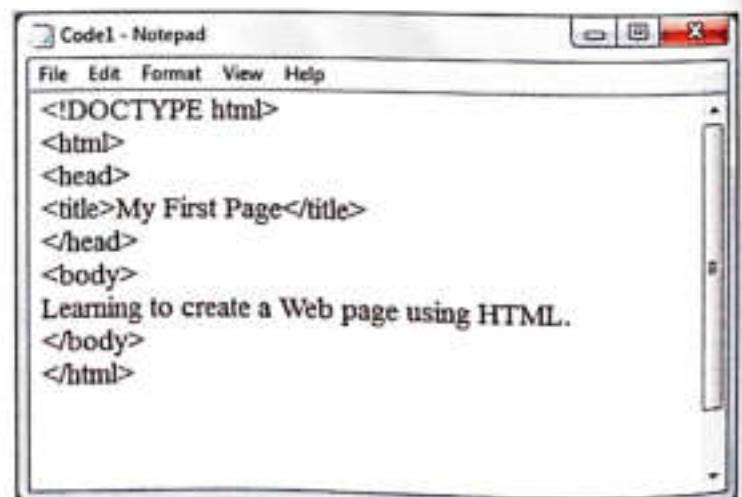 Code1 - Notepad
File Edit Format View Help
<!DOCTYPE html>
<html>
<head>
<title>My First Page</title>
</head>
<body>
Learning to create a Web page using HTML.
</body>
</html>